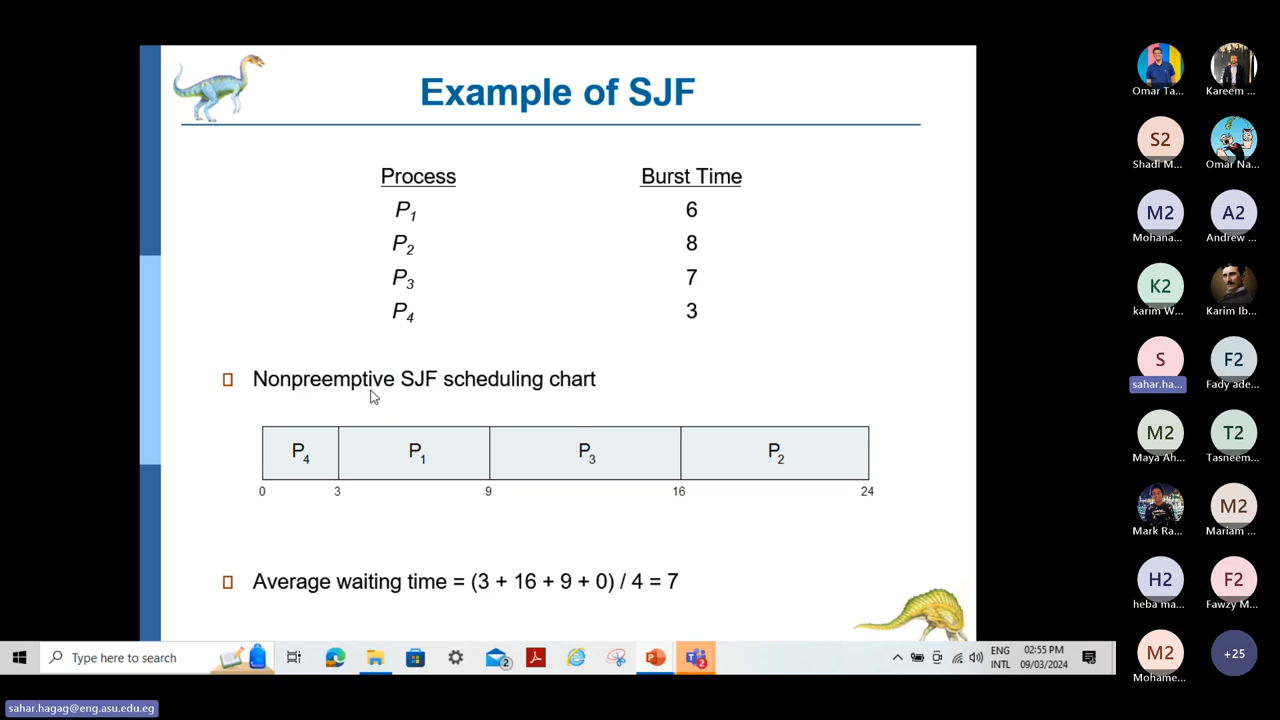 Example of SJF
Process Burst Time
P1 6
P2 8
P3 7
P4 3
Nonpreemptive SJF scheduling chart
P4 P1 P3 P2
0 3 9 16 24
Average waiting time = (3 + 16 + 9 + 0) / 4 = 7
Type here to search
2
2
ENG
INTL
02:55 PM
09/03/2024
Omar Ta... Kareem ...
S2
Shadi M... Omar Na...
M2 A2
Mohana... Andrew ...
K2
karim W... Karim Ib...
S F2
sahar.ha... Fady ade...
M2 T2
Maya Ah... Tasneem...
M2
Mark Ra... Mariam ...
H2 F2
heba ma... Fawzy M...
M2 +25
Mohame...
sahar.hagag@eng.asu.edu.eg